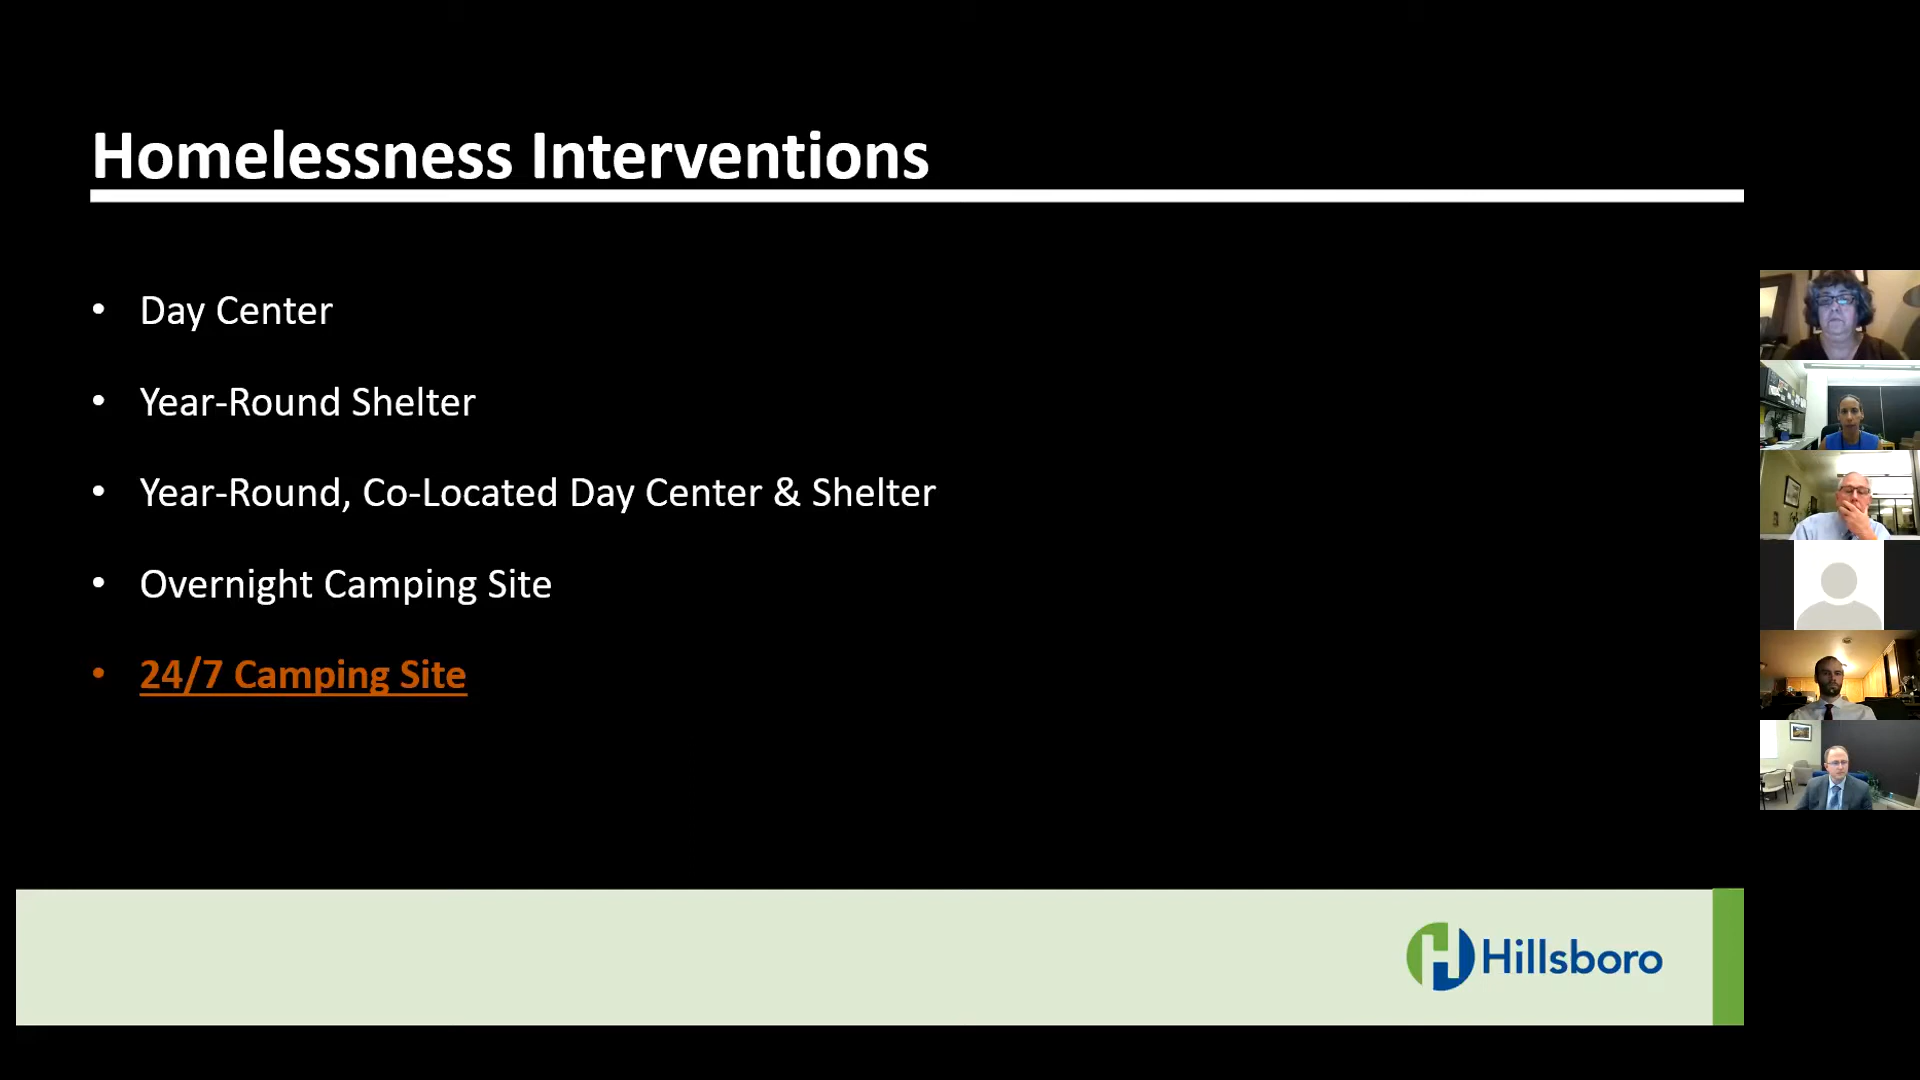 Homelessness Interventions
• Day Center
• Year-Round Shelter
• Year-Round, Co-Located Day Center & Shelter
• Overnight Camping Site
• 24/7 Camping Site
Hillsboro